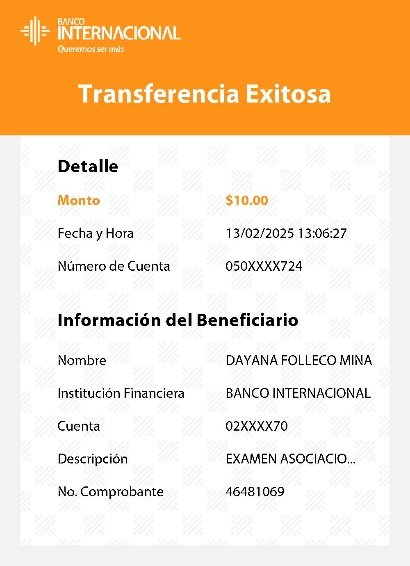 BANCO
INTERNACIONAL
Queremos ser más
Transferencia Exitosa
Detalle
Monto $10.00
Fecha y Hora 13/02/2025 13:06:27
Número de Cuenta 050XXXX724
Información del Beneficiario
Nombre DAYANA FOLLECO MINA
Institución Financiera BANCO INTERNACIONAL
Cuenta 02XXXX70
Descripción EXAMEN ASOCIACIO...
No. Comprobante 46481069